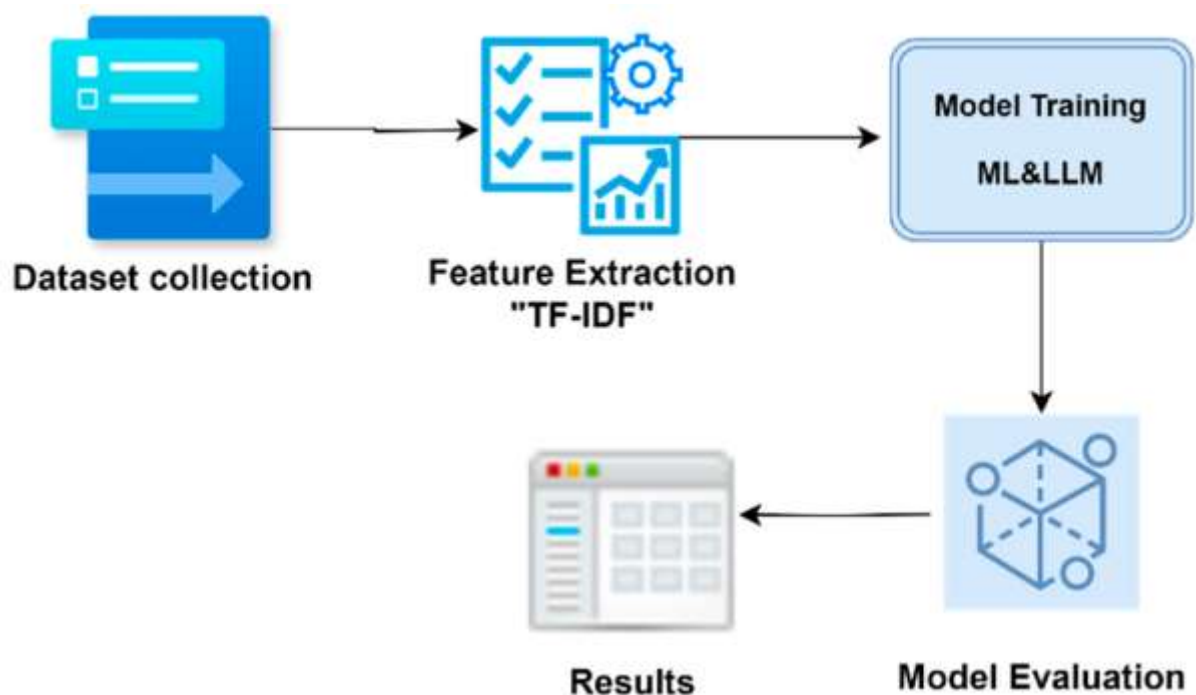 Dataset collection
Feature Extraction
"TF-IDF"
Model Training
ML&LLM
Model Evaluation
Results